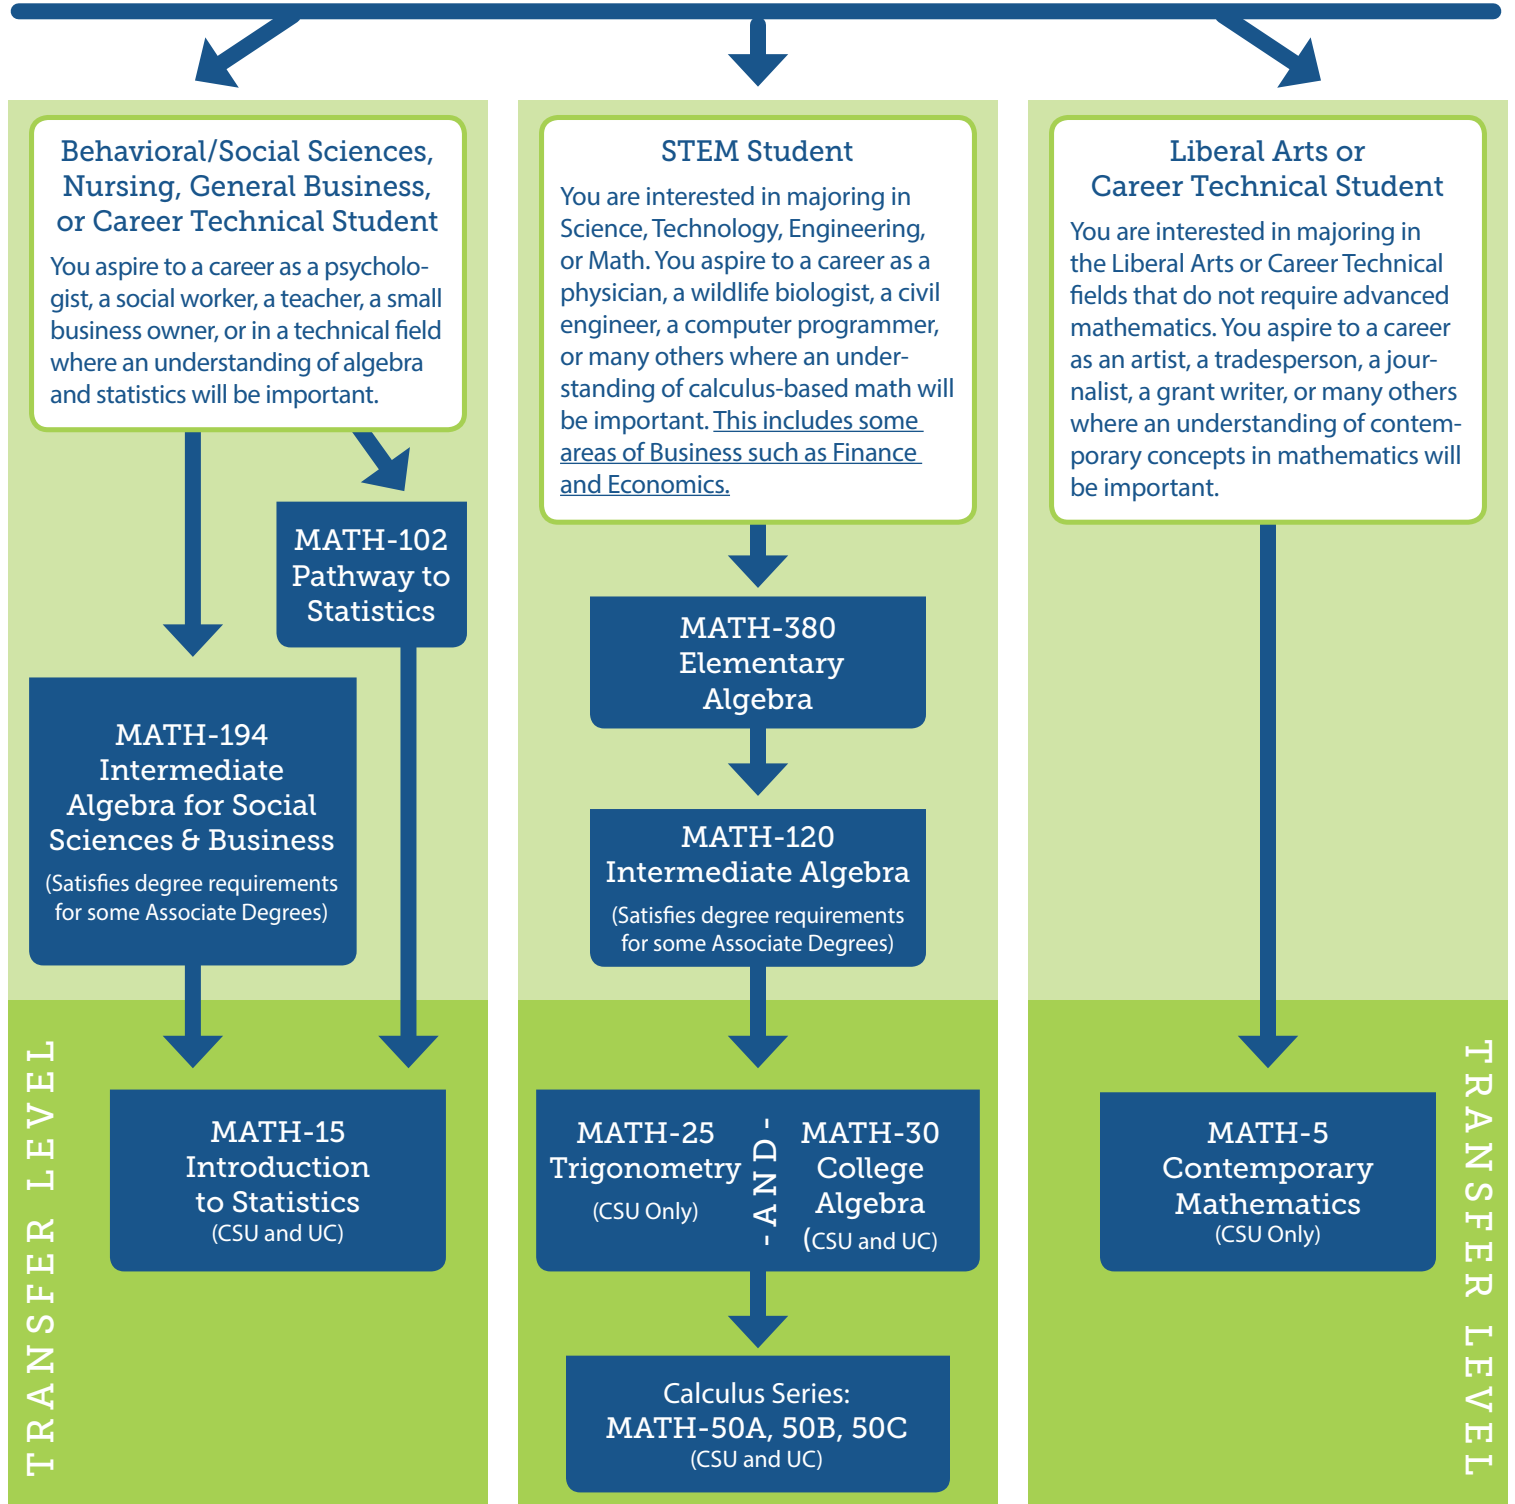 Behavioral/Social Sciences,
Nursing, General Business,
or Career Technical Student
You aspire to a career as a psycholo-
gist, a social worker, a teacher, a small
business owner, or in a technical field
where an understanding of algebra
and statistics will be important.
MATH-102
Pathway to
Statistics
MATH-194
Intermediate
Algebra for Social
Sciences & Business
(Satisfies degree requirements
for some Associate Degrees)
TRANSFER LEVEL
MATH-15
Introduction
to Statistics
(CSU and UC)
STEM Student
You are interested in majoring in
Science, Technology, Engineering,
or Math. You aspire to a career as a
physician, a wildlife biologist, a civil
engineer, a computer programmer,
or many others where an under-
standing of calculus-based math will
be important. This includes some
areas of Business such as Finance
and Economics.
MATH-380
Elementary
Algebra
MATH-120
Intermediate Algebra
(Satisfies degree requirements
for some Associate Degrees)
MATH-25
Trigonometry
(CSU Only)
-AND-
MATH-30
College
Algebra
(CSU and UC)
Calculus Series:
MATH-50A, 50B, 50C
(CSU and UC)
Liberal Arts or
Career Technical Student
You are interested in majoring in
the Liberal Arts or Career Technical
fields that do not require advanced
mathematics. You aspire to a career
as an artist, a tradesperson, a jour-
nalist, a grant writer, or many others
where an understanding of contem-
porary concepts in mathematics will
be important.
MATH-5
Contemporary
Mathematics
(CSU Only)
TRANSFER LEVEL